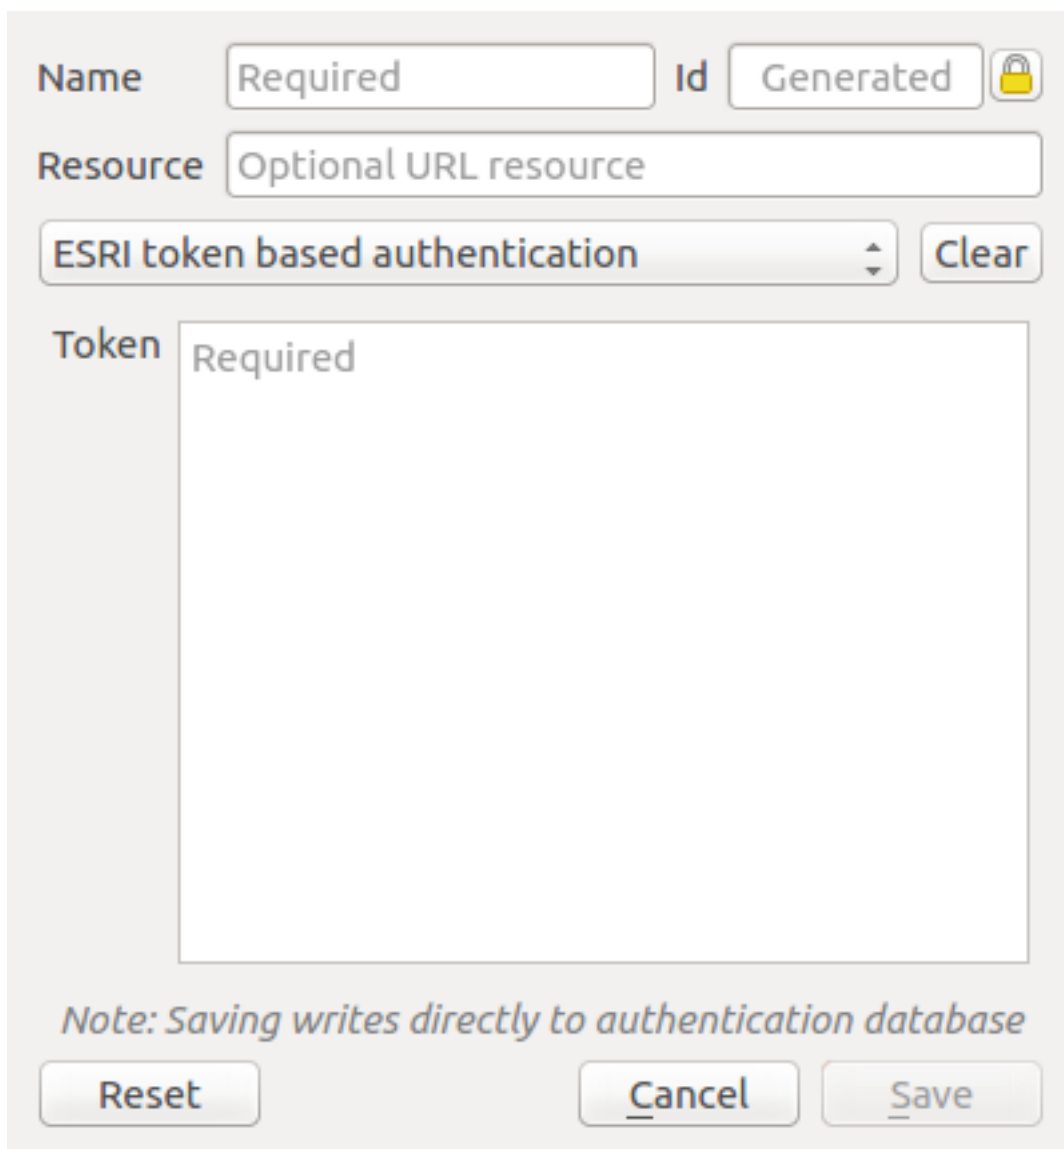 Name Required Id Generated
Resource Optional URL resource
ESRI token based authentication Clear
Token Required
Note: Saving writes directly to authentication database
Reset Cancel Save